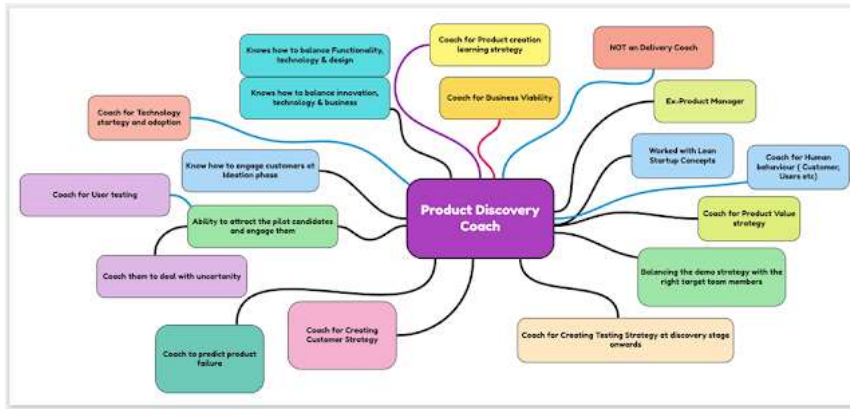 Knows how to balance Functionality,
technology & design
Coach for Product creation
learning strategy
NOT an Delivery Coach
Knows how to balance innovation,
technology & business
Coach for Business Viability
Ex-Product Manager
Coach for Technology
startegy and adoption
Know how to engage customers at
Ideation phase
Worked with Lean
Startup Concepts
Coach for Human
behaviour ( Customer,
Users etc)
Coach for User testing
Ability to attract the pilot candidates
and engage them
Product Discovery
Coach
Coach for Product Value
strategy
Coach them to deal with uncertanity
Balancing the demo strategy with the
right target team members
Coach to predict product
failure
Coach for Creating
Customer Strategy
Coach for Creating Testing Strategy at discovery stage
onwards